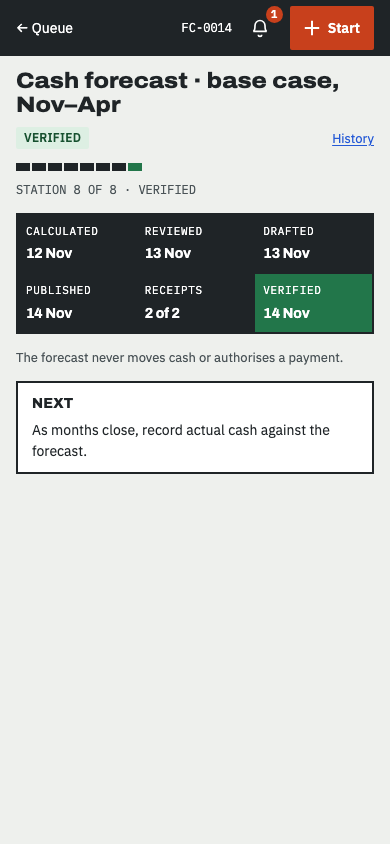 ← Queue
FC-0014
1
+ Start
Cash forecast · base case,
Nov–Apr
VERIFIED
History
STATION 8 OF 8 · VERIFIED
CALCULATED
REVIEWED
DRAFTED
12 Nov
13 Nov
13 Nov
PUBLISHED
RECEIPTS
VERIFIED
14 Nov
2 of 2
14 Nov
The forecast never moves cash or authorises a payment.
NEXT
As months close, record actual cash against the
forecast.